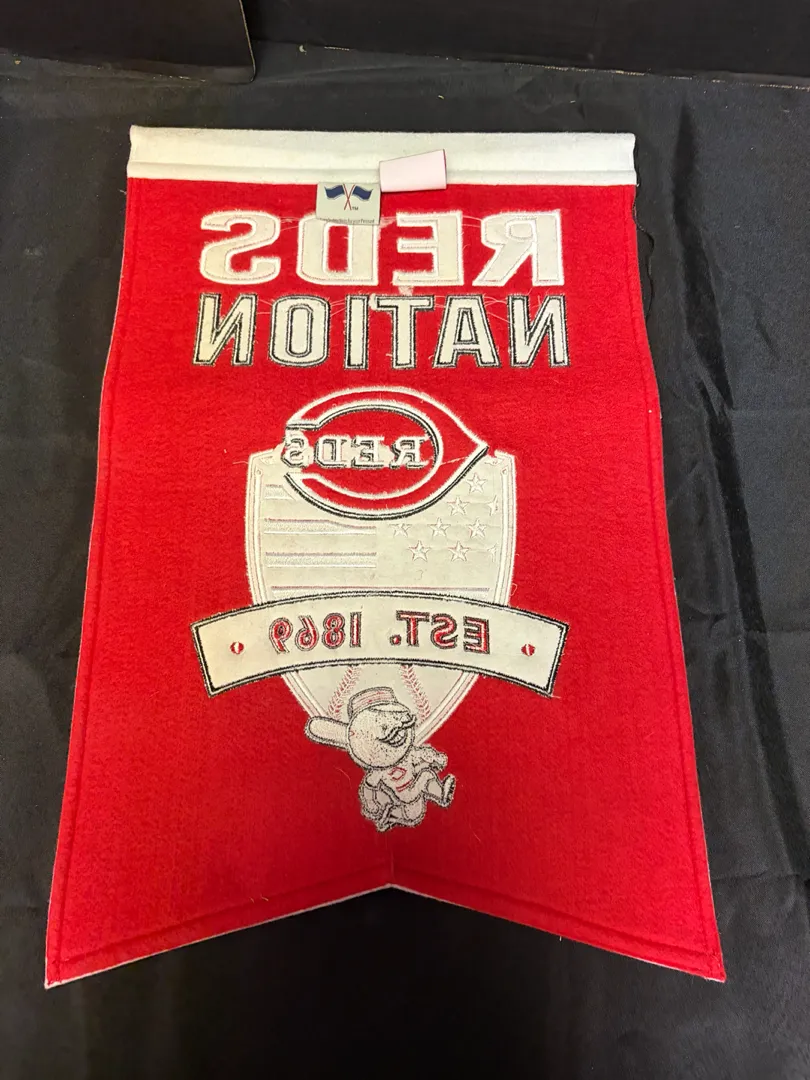 REDS
NATION
REDS
EST. 1869